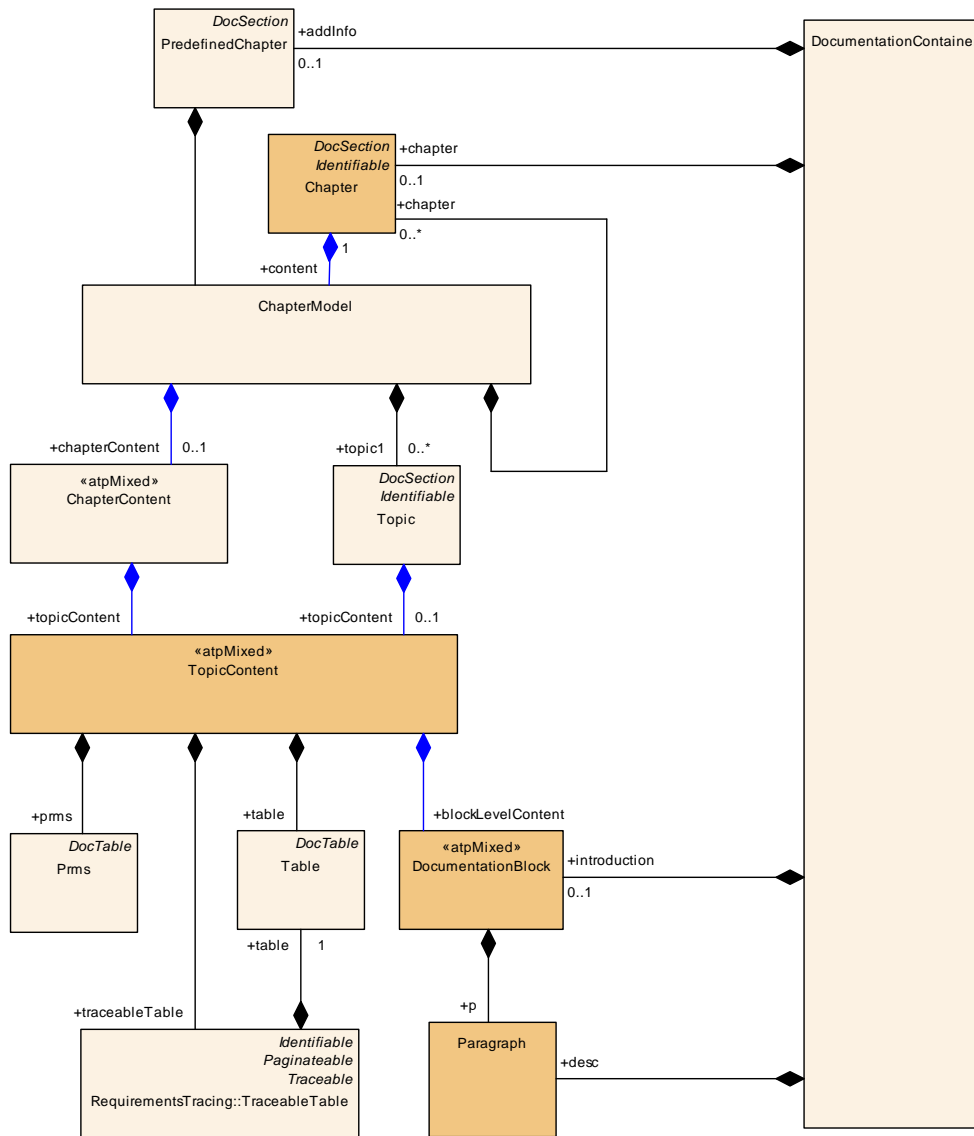 DocSection
PredefinedChapter
+addInfo
0..1
DocumentationContaine
DocSection
Identifiable
Chapter
+chapter
0..1
+chapter
0..*
1
+content
ChapterModel
+chapterContent
0..1
+topic1
0..*
«atpMixed»
ChapterContent
DocSection
Identifiable
Topic
+topicContent
+topicContent
0..1
«atpMixed»
TopicContent
+prms
+table
+blockLevelContent
DocTable
Prms
DocTable
Table
«atpMixed»
DocumentationBlock
+introduction
0..1
+table
1
+traceableTable
+p
Identifiable
Paginateable
Traceable
RequirementsTracing::TraceableTable
Paragraph
+desc